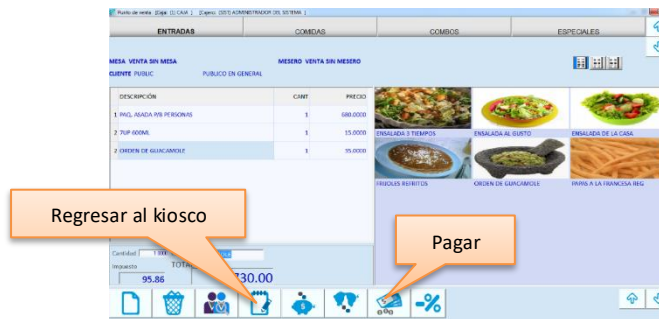 Punto de venta [Caja: (1) CAJA ] [Cajero: (SIST) ADMINISTRADOR DEL SISTEMA ]
ENTRADAS COMIDAS COMBOS ESPECIALES
MESA VENTA SIN MESA MESERO VENTA SIN MESERO
CLIENTE PUBLIC PUBLICO EN GENERAL
DESCRIPCIÓN CANT PRECIO
1 PAQ. ASADA P/8 PERSONAS 1 680.0000
2 7UP 600ML 1 15.0000
2 ORDEN DE GUACAMOLE 1 35.0000
ENSALADA 3 TIEMPOS ENSALADA AL GUSTO ENSALADA DE LA CASA
FRIJOLES REFRITOS ORDEN DE GUACAMOLE PAPAS A LA FRANCESA REG
Regresar al kiosco
Pagar
Cantidad 1.0000
Impuesto TOTAL
95.86 730.00